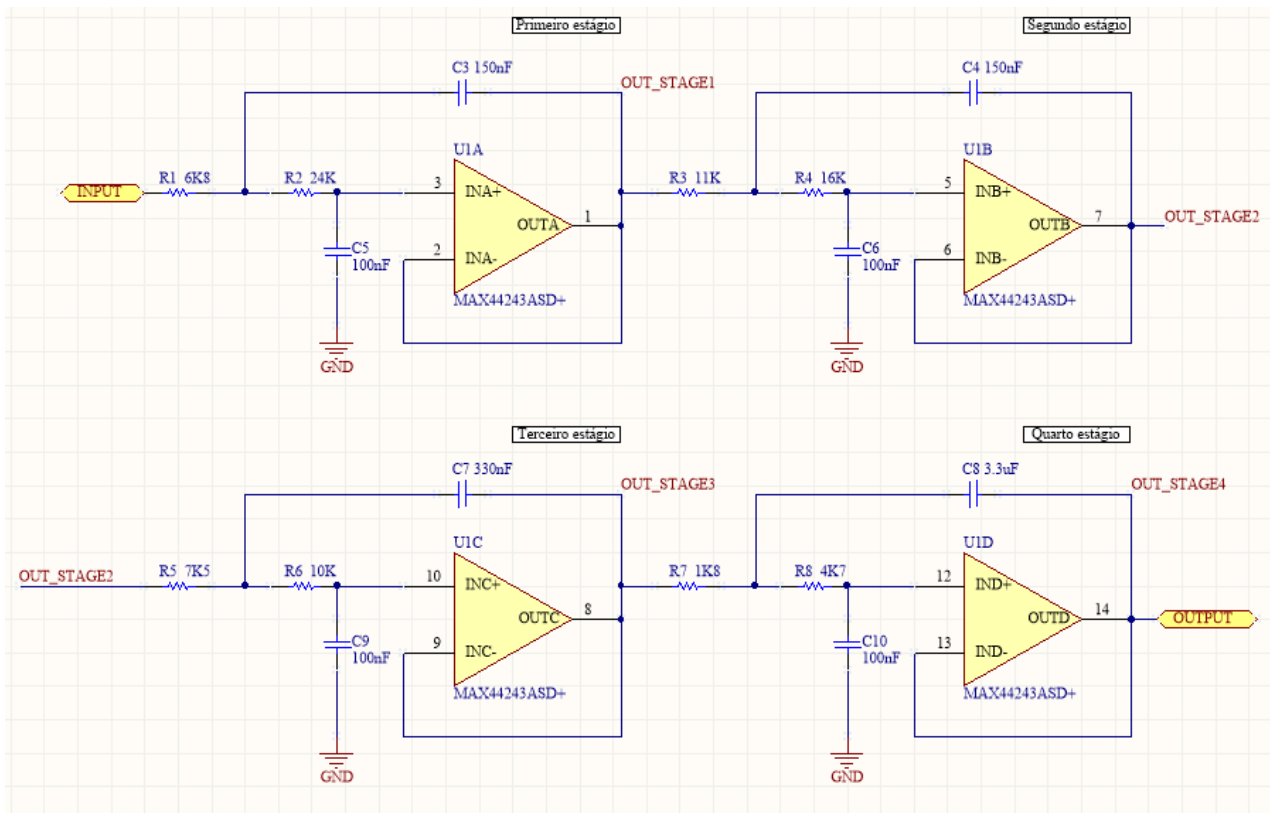 Primeiro estágio
Segundo estágio
C3 150nF
OUT_STAGE1
C4 150nF
U1A
U1B
INPUT
R1 6K8
R2 24K
3
INA+
R3 11K
R4 16K
5
INB+
OUTA
1
OUTB
7
OUT_STAGE2
C5
100nF
2
INA-
C6
100nF
6
INB-
MAX44243ASD+
MAX44243ASD+
GND
GND
Terceiro estágio
Quarto estágio
C7 330nF
OUT_STAGE3
C8 3.3uF
OUT_STAGE4
U1C
U1D
OUT_STAGE2
R5 7K5
R6 10K
10
INC+
R7 1K8
R8 4K7
12
IND+
OUTC
8
OUTD
14
OUTPUT
C9
100nF
9
INC-
C10
100nF
13
IND-
MAX44243ASD+
MAX44243ASD+
GND
GND